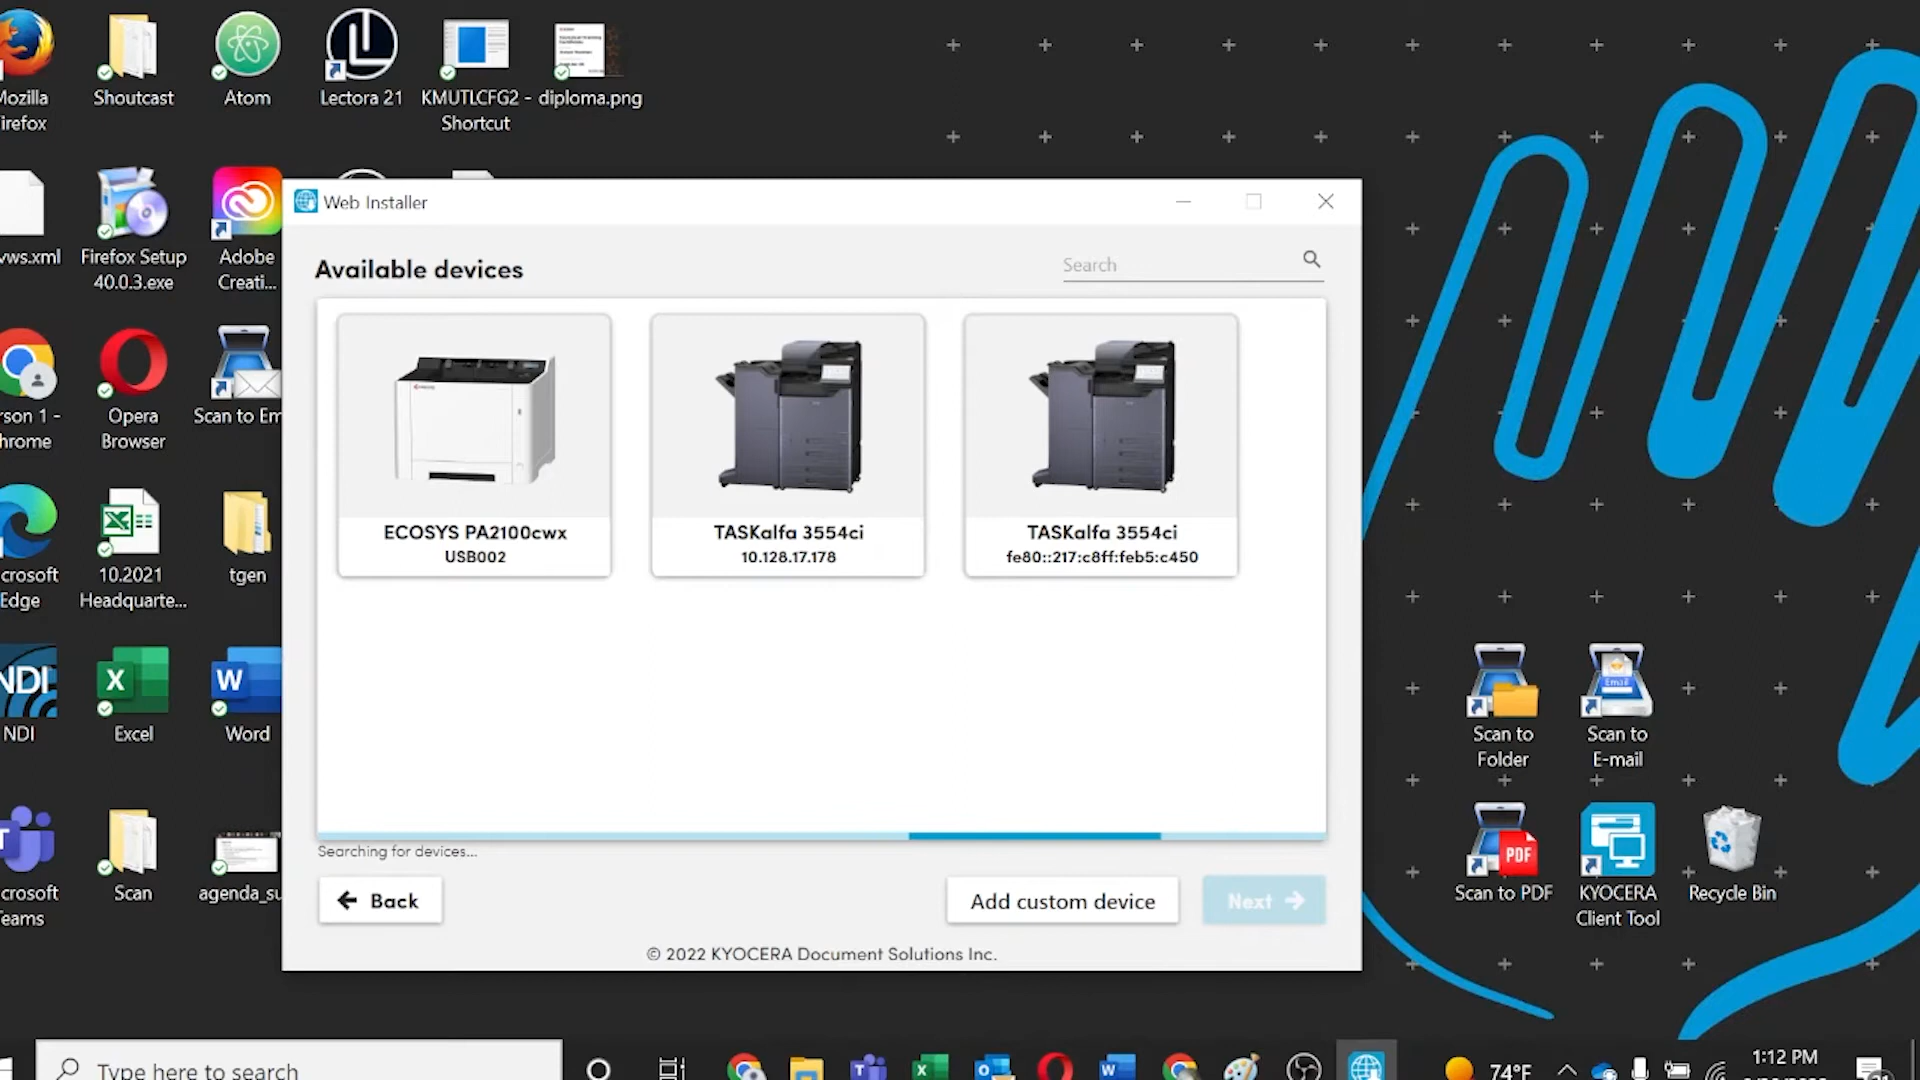 Mozilla
Firefox
Shoutcast
Atom
Lectora 21
KMUTLCFG2 -
Shortcut
diploma.png
vws.xml
Firefox Setup
40.0.3.exe
Adobe
Creati...
rson 1 -
hrome
Opera
Browser
Scan to Em
crosoft
Edge
10.2021
Headquarte...
tgen
NDI
NDI
X
Excel
W
Word
T
crosoft
eams
Scan
agenda_su
Web Installer
Available devices
Search
ECOSYS PA2100cwx
USB002
TASKalfa 3554ci
10.128.17.178
TASKalfa 3554ci
fe80::217:c8ff:feb5:c450
Searching for devices...
Back
Add custom device
Next
© 2022 KYOCERA Document Solutions Inc.
Scan to
Folder
Email
Scan to
E-mail
PDF
Scan to PDF
KYOCERA
Client Tool
Recycle Bin
Type here to search
74°F
1:12 PM